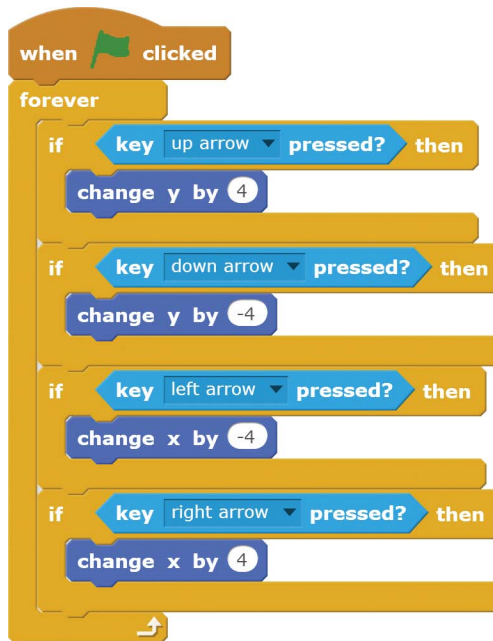 when clicked
forever
if key up arrow pressed? then
change y by 4
if key down arrow pressed? then
change y by -4
if key left arrow pressed? then
change x by -4
if key right arrow pressed? then
change x by 4